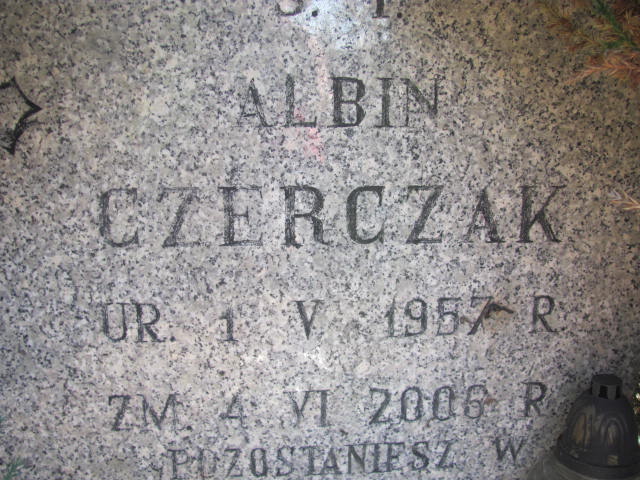 Ś. P.
ALBIN
CZERCZAK
UR. 1 V. 1957 R
ZM. 4. VI 2006 R.
POZOSTANIESZ W